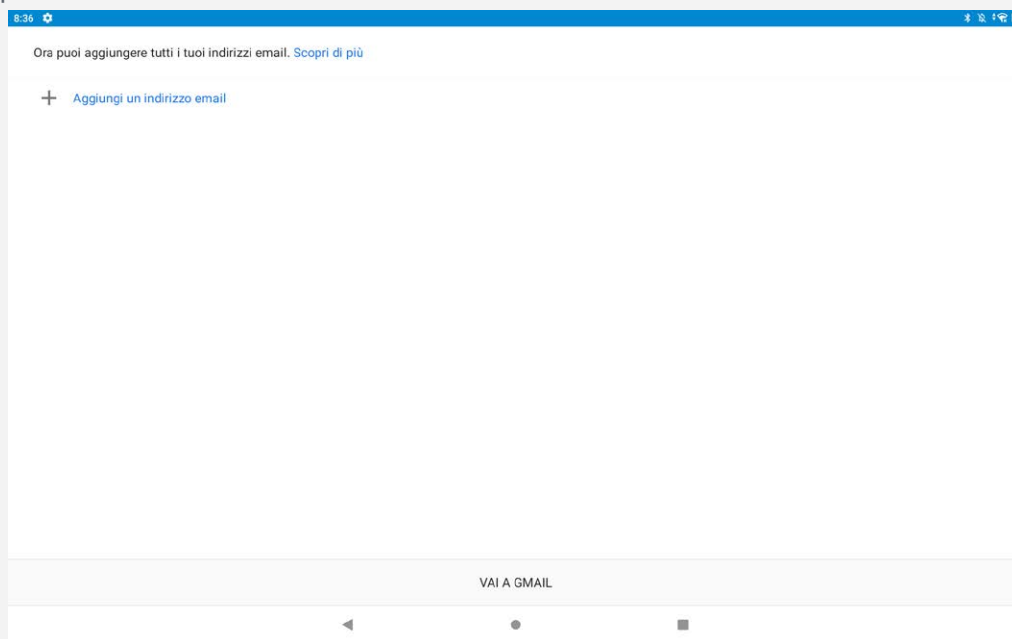 8:36
Ora puoi aggiungere tutti i tuoi indirizzi email. Scopri di più
Aggiungi un indirizzo email
VAI A GMAIL